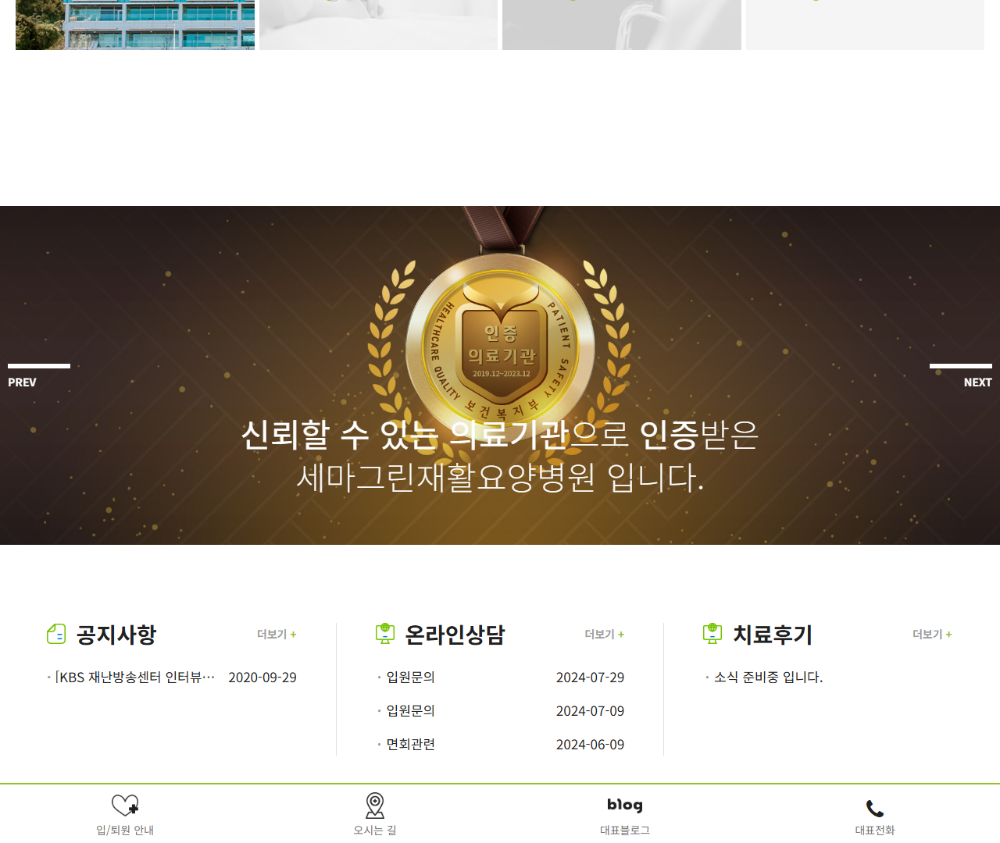 HEALTHCARE QUALITY
PATIENT SAFETY
인증
의료기관
2019.12~2023.12
보건복지부
PREV
NEXT
신뢰할 수 있는 의료기관으로 인증받은
세마그린재활요양병원 입니다.
공지사항
더보기 +
· [KBS 재난방송센터 인터뷰… 2020-09-29
온라인상담
더보기 +
· 입원문의 2024-07-29
· 입원문의 2024-07-09
· 면회관련 2024-06-09
치료후기
더보기 +
· 소식 준비중 입니다.
입/퇴원 안내
오시는 길
blog
대표블로그
대표전화